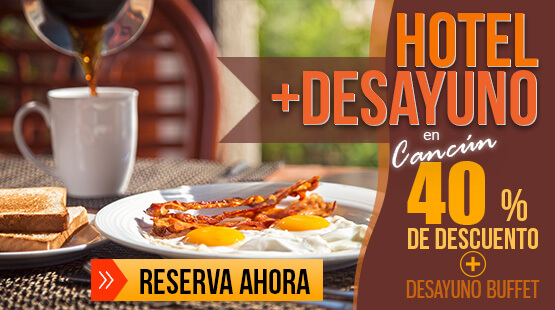 HOTEL
+DESAYUNO
en
Cancún
40 %
DE DESCUENTO
+
DESAYUNO BUFFET
» RESERVA AHORA